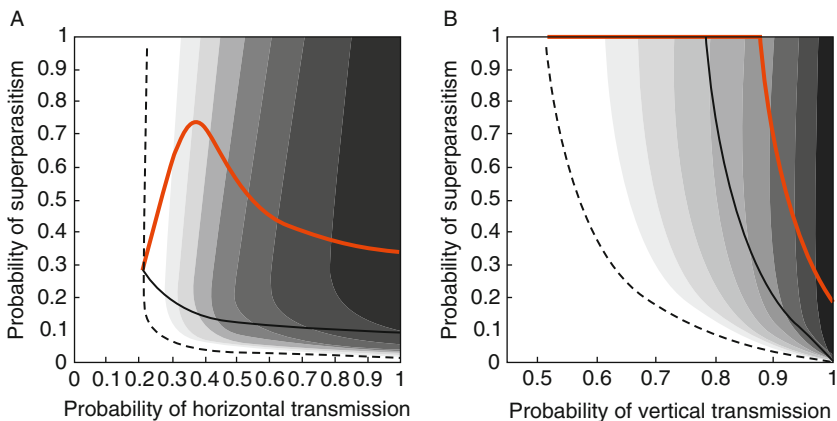 A
Probability of superparasitism
1
0.9
0.8
0.7
0.6
0.5
0.4
0.3
0.2
0.1
0
0 0.1 0.2 0.3 0.4 0.5 0.6 0.7 0.8 0.9 1
Probability of horizontal transmission
B
Probability of superparasitism
1
0.9
0.8
0.7
0.6
0.5
0.4
0.3
0.2
0.1
0
0.5 0.6 0.7 0.8 0.9 1
Probability of vertical transmission